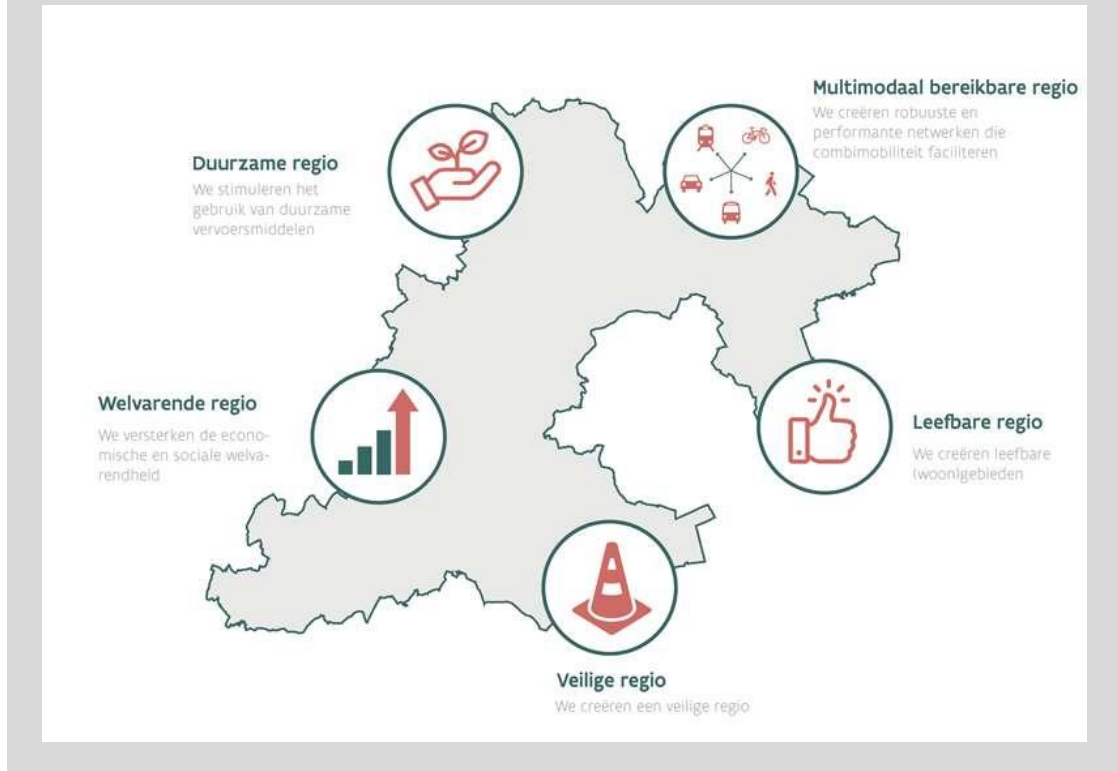 Multimodaal bereikbare regio
We creëren robuuste en
performante netwerken die
combimobiliteit faciliteren
Duurzame regio
We stimuleren het
gebruik van duurzame
vervoersmiddelen
Welvarende regio
We versterken de econo-
mische en sociale welva-
rendheid
Leefbare regio
We creëren leefbare
(woon)gebieden
Veilige regio
We creëren een veilige regio